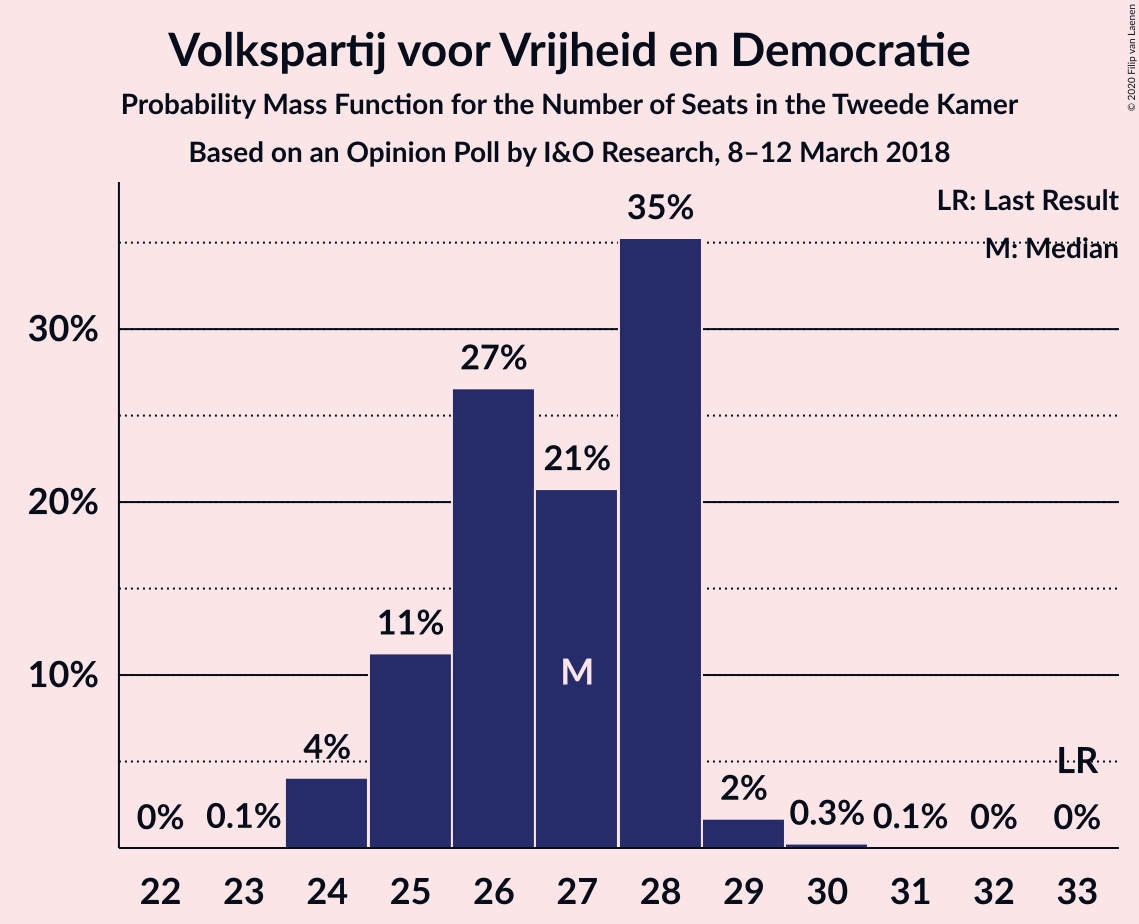 Volkspartij voor Vrijheid en Democratie
Probability Mass Function for the Number of Seats in the Tweede Kamer
Based on an Opinion Poll by I&O Research, 8–12 March 2018
© 2020 Filip van Laenen
LR: Last Result
M: Median
35%
30%
27%
21%
20%
11%
M
10%
4%
LR
2%
0%
0.1%
0.3%
0.1%
0%
0%
22 23 24 25 26 27 28 29 30 31 32 33